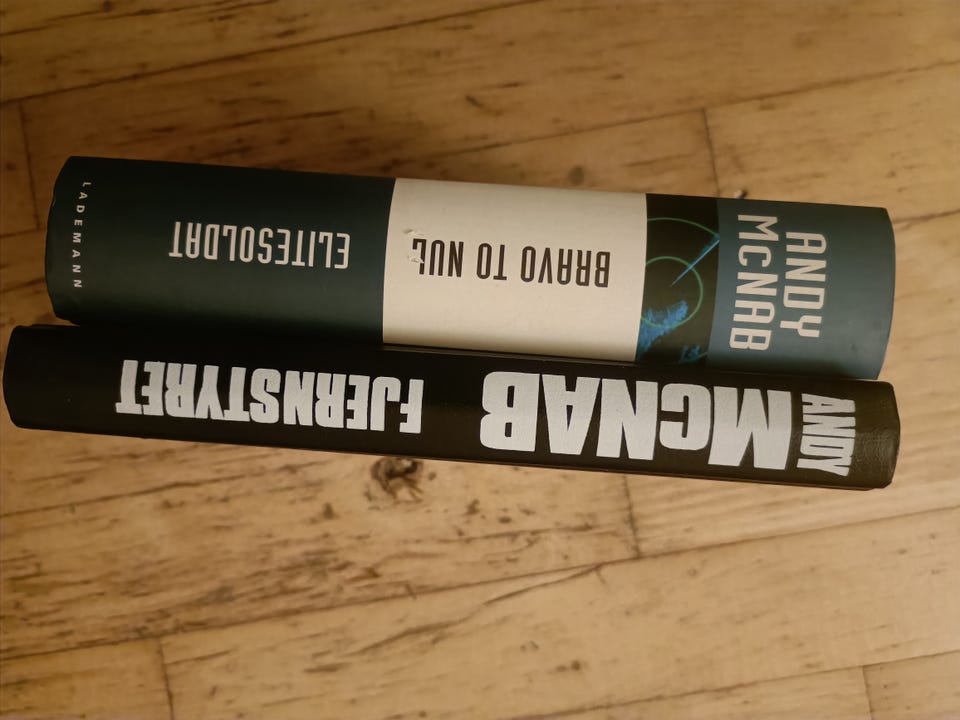 ANDY
McNAB
BRAVO TO NUL
ELITESOLDAT
LADEMANN
ANDY
McNAB
FJERNSTYRET